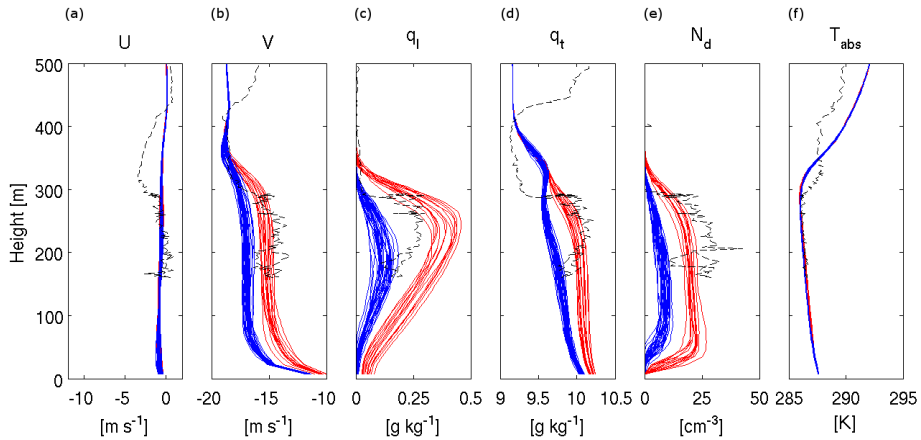 (a) (b) (c) (d) (e) (f)
U V q_l q_t N_d T_abs
500
400
300
200
100
0
Height [m]
-10 -5 0
-20 -15 -10
0 0.25 0.5
9 9.5 10 10.5
0 25 50
285 290 295
[m s⁻¹] [m s⁻¹] [g kg⁻¹] [g kg⁻¹] [cm⁻³] [K]